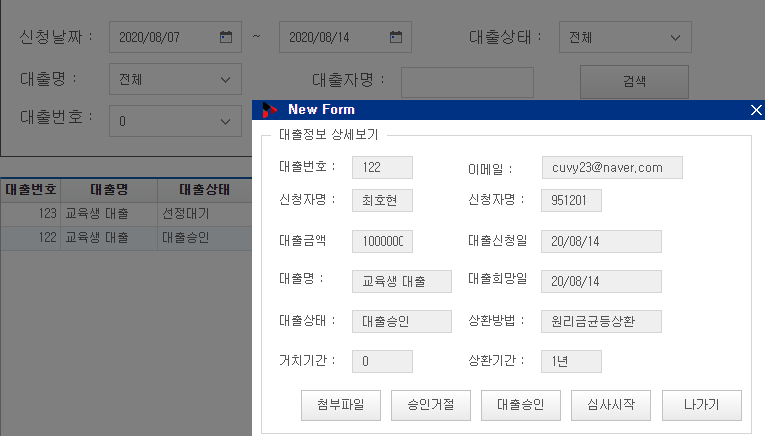 신청날짜 : 2020/08/07 ~ 2020/08/14 대출상태 : 전체
대출명 : 전체 대출자명 : 검색
대출번호 : 0
New Form
대출정보 상세보기
대출번호 : 122 이메일 : cuvy23@naver.com
신청자명 : 최호현 신청자명 : 951201
대출금액 1000000 대출신청일 20/08/14
대출명 : 교육생 대출 대출희망일 20/08/14
대출상태 : 대출승인 상환방법 : 원리금균등상환
거치기간 : 0 상환기간 : 1년
첨부파일 승인거절 대출승인 심사시작 나가기
대출번호 대출명 대출상태
123 교육생 대출 선정대기
122 교육생 대출 대출승인